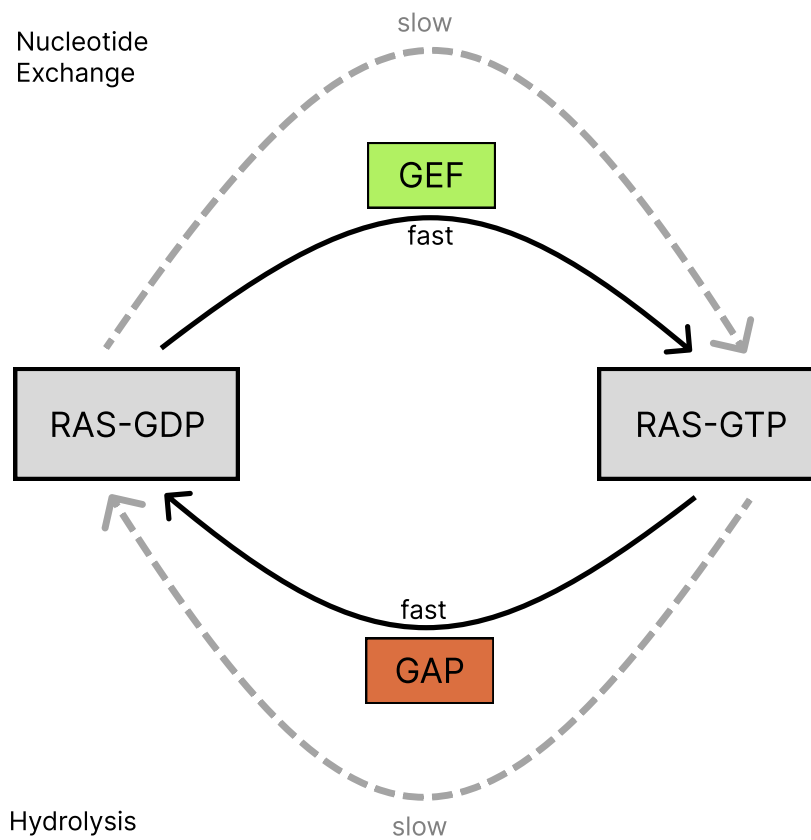 slow
Nucleotide
Exchange
GEF
fast
RAS-GDP
RAS-GTP
fast
GAP
Hydrolysis
slow